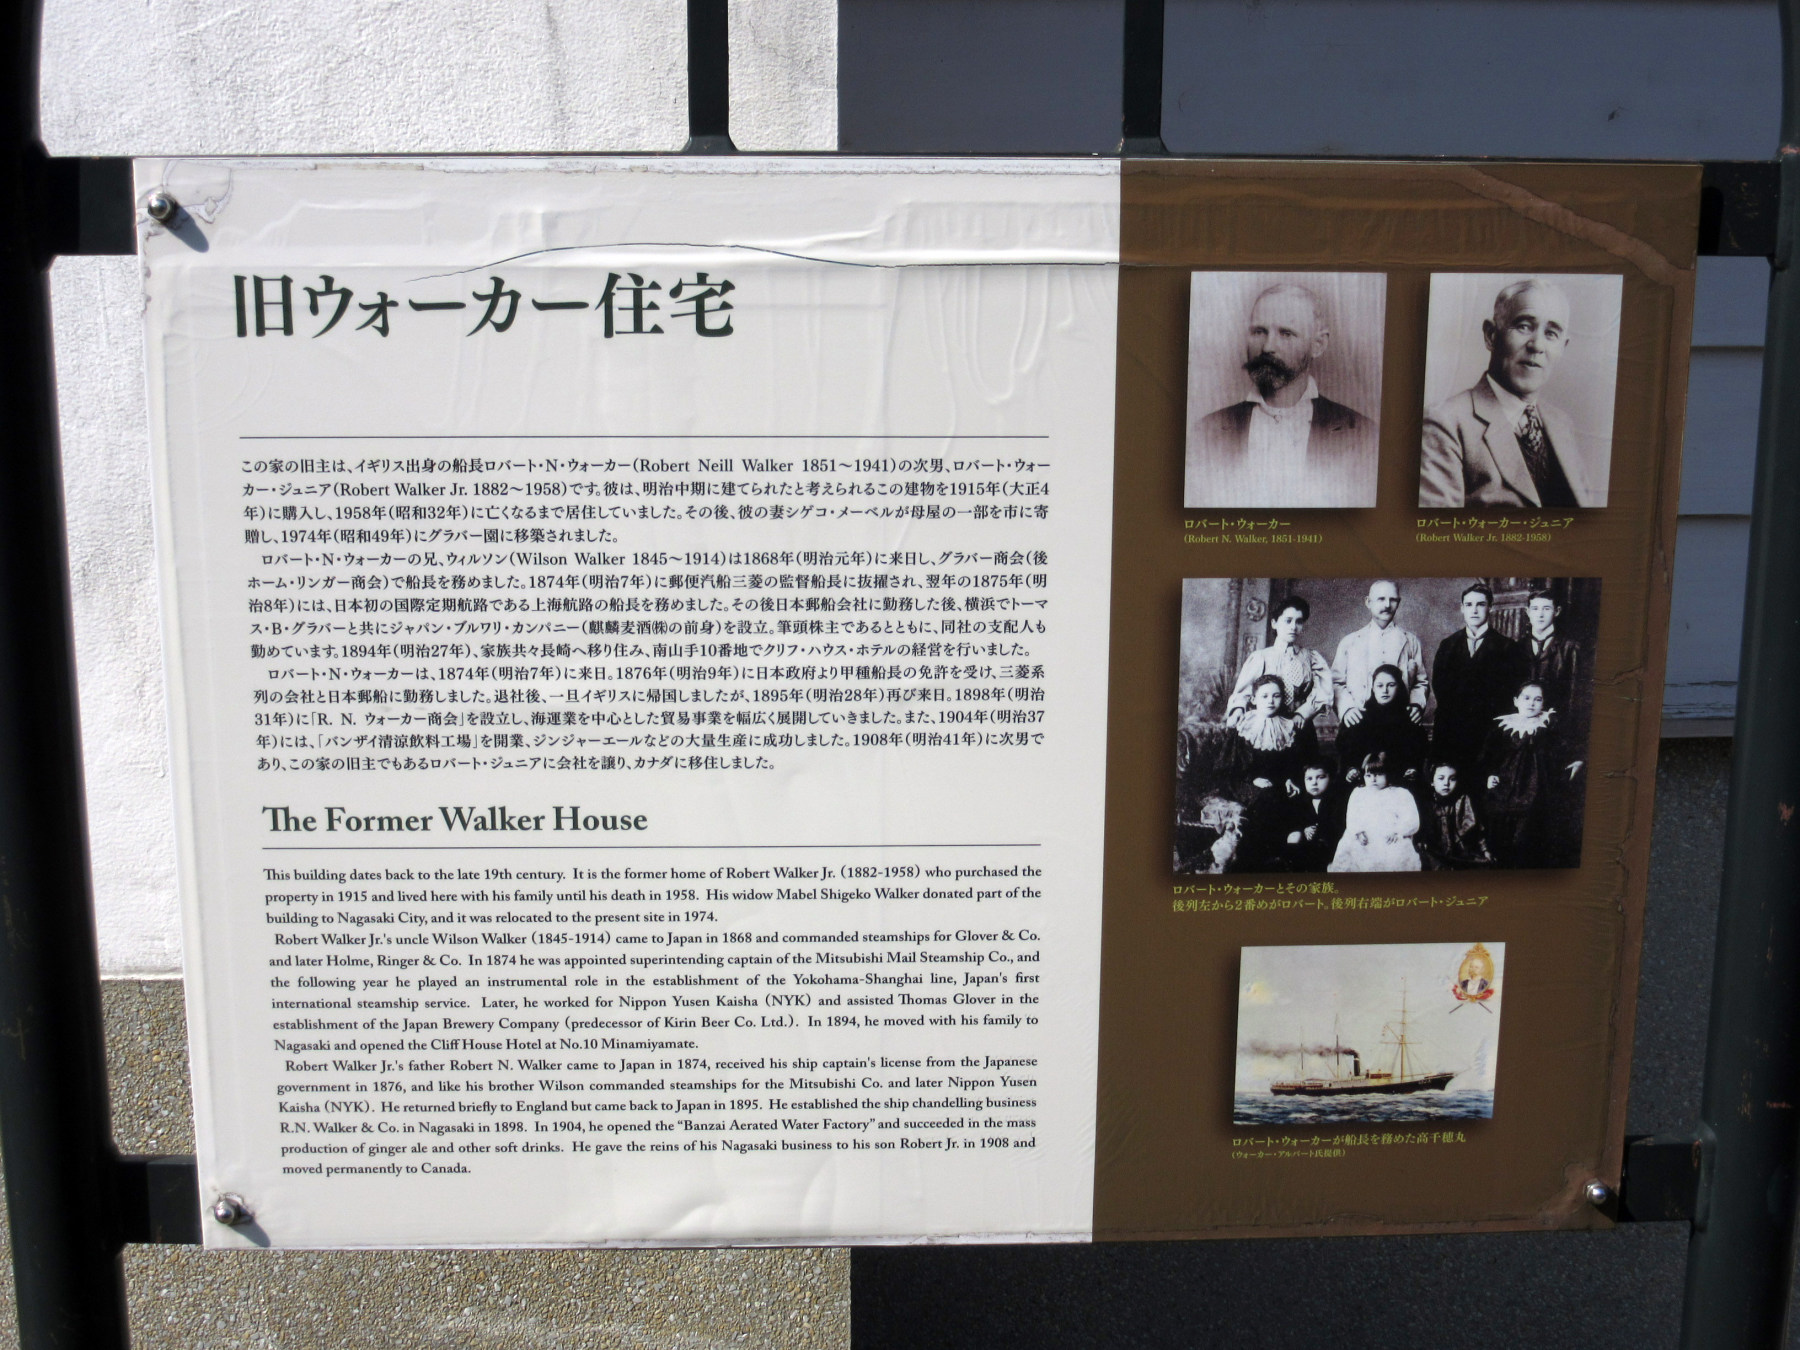 旧ウォーカー住宅
この家の旧主は、イギリス出身の船長ロバート・N・ウォーカー(Robert Neill Walker 1851〜1941)の次男、ロバート・ウォー
カー・ジュニア(Robert Walker Jr. 1882〜1958)です。彼は、明治中期に建てられたと考えられるこの建物を1915年(大正4
年)に購入し、1958年(昭和32年)に亡くなるまで居住していました。その後、彼の妻シゲコ・メーベルが母屋の一部を市に寄
贈し、1974年(昭和49年)にグラバー園に移築されました。
ロバート・N・ウォーカーの兄、ウィルソン(Wilson Walker 1845〜1914)は1868年(明治元年)に来日し、グラバー商会(後
ホーム・リンガー商会)で船長を務めました。1874年(明治7年)に郵便汽船三菱の監督船長に抜擢され、翌年の1875年(明
治8年)には、日本初の国際定期航路である上海航路の船長を務めました。その後日本郵船会社に勤務した後、横浜でトーマ
ス・B・グラバーと共にジャパン・ブルワリ・カンパニー(麒麟麦酒㈱の前身)を設立。筆頭株主であるとともに、同社の支配人も
勤めています。1894年(明治27年)、家族共々長崎へ移り住み、南山手10番地でクリフ・ハウス・ホテルの経営を行いました。
ロバート・N・ウォーカーは、1874年(明治7年)に来日。1876年(明治9年)に日本政府より甲種船長の免許を受け、三菱系
列の会社と日本郵船に勤務しました。退社後、一旦イギリスに帰国しましたが、1895年(明治28年)再び来日。1898年(明治
31年)に「R. N. ウォーカー商会」を設立し、海運業を中心とした貿易事業を幅広く展開していきました。また、1904年(明治37
年)には、「バンザイ清涼飲料工場」を開業、ジンジャーエールなどの大量生産に成功しました。1908年(明治41年)に次男で
あり、この家の旧主でもあるロバート・ジュニアに会社を譲り、カナダに移住しました。
The Former Walker House
This building dates back to the late 19th century. It is the former home of Robert Walker Jr. (1882-1958) who purchased the
property in 1915 and lived here with his family until his death in 1958. His widow Mabel Shigeko Walker donated part of the
building to Nagasaki City, and it was relocated to the present site in 1974.
Robert Walker Jr.'s uncle Wilson Walker (1845-1914) came to Japan in 1868 and commanded steamships for Glover & Co.
and later Holme, Ringer & Co. In 1874 he was appointed superintending captain of the Mitsubishi Mail Steamship Co., and
the following year he played an instrumental role in the establishment of the Yokohama-Shanghai line, Japan's first
international steamship service. Later, he worked for Nippon Yusen Kaisha (NYK) and assisted Thomas Glover in the
establishment of the Japan Brewery Company (predecessor of Kirin Beer Co. Ltd.). In 1894, he moved with his family to
Nagasaki and opened the Cliff House Hotel at No.10 Minamiyamate.
Robert Walker Jr.'s father Robert N. Walker came to Japan in 1874, received his ship captain's license from the Japanese
government in 1876, and like his brother Wilson commanded steamships for the Mitsubishi Co. and later Nippon Yusen
Kaisha (NYK). He returned briefly to England but came back to Japan in 1895. He established the ship chandelling business
R.N. Walker & Co. in Nagasaki in 1898. In 1904, he opened the “Banzai Aerated Water Factory” and succeeded in the mass
production of ginger ale and other soft drinks. He gave the reins of his Nagasaki business to his son Robert Jr. in 1908 and
moved permanently to Canada.
ロバート・ウォーカー
(Robert N. Walker, 1851-1941)
ロバート・ウォーカー・ジュニア
(Robert Walker Jr. 1882-1958)
ロバート・ウォーカーとその家族。
後列左から2番めがロバート。後列右端がロバート・ジュニア
ロバート・ウォーカーが船長を務めた高千穂丸
(ウォーカー・アルバート氏提供)